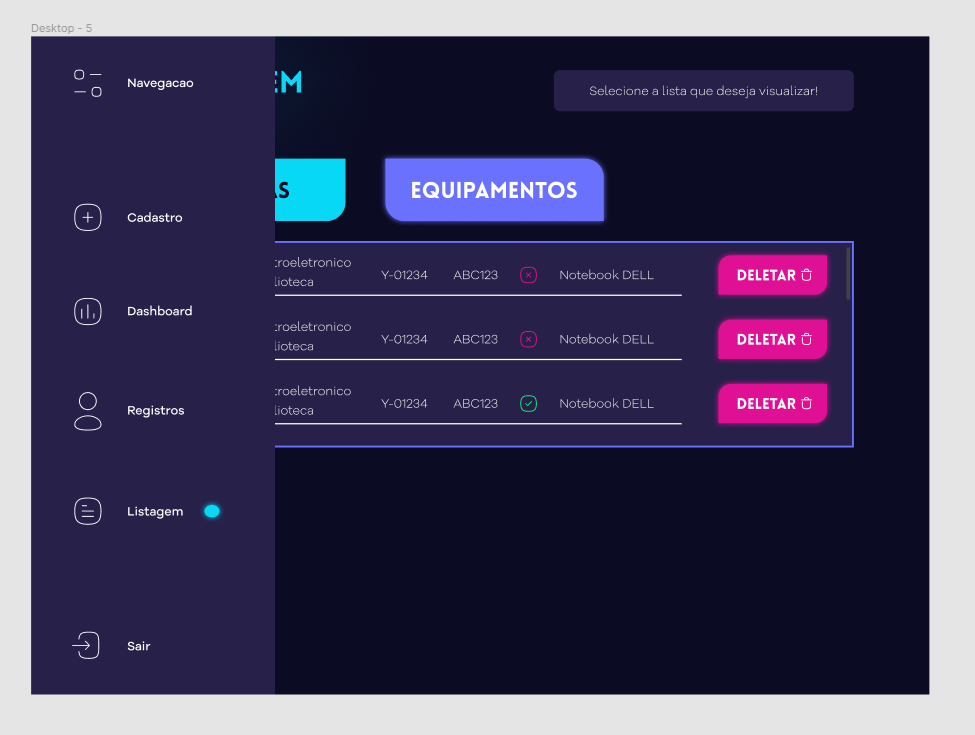 Desktop - 5
Navegacao
EM
Selecione a lista que deseja visualizar!
AS
EQUIPAMENTOS
Cadastro
troeletronico
lioteca
Y-01234
ABC123
Notebook DELL
DELETAR
Dashboard
troeletronico
lioteca
Y-01234
ABC123
Notebook DELL
DELETAR
Registros
troeletronico
lioteca
Y-01234
ABC123
Notebook DELL
DELETAR
Listagem
Sair